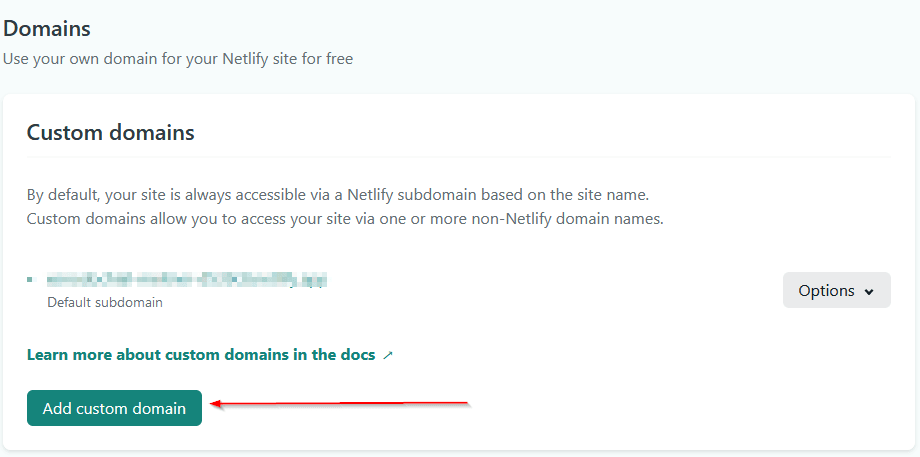 Domains
Use your own domain for your Netlify site for free
Custom domains
By default, your site is always accessible via a Netlify subdomain based on the site name.
Custom domains allow you to access your site via one or more non-Netlify domain names.
Options
Default subdomain
Learn more about custom domains in the docs ↗
Add custom domain